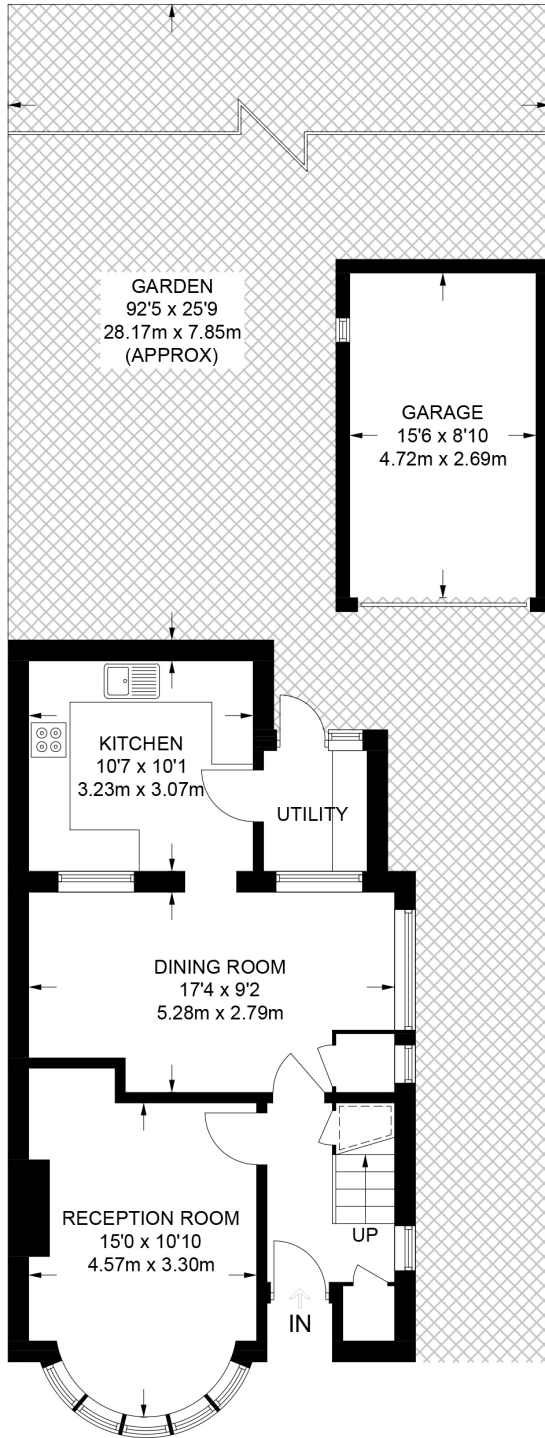 GARDEN
92'5 x 25'9
28.17m x 7.85m
(APPROX)
GARAGE
15'6 x 8'10
4.72m x 2.69m
KITCHEN
10'7 x 10'1
3.23m x 3.07m
UTILITY
DINING ROOM
17'4 x 9'2
5.28m x 2.79m
RECEPTION ROOM
15'0 x 10'10
4.57m x 3.30m
UP
IN